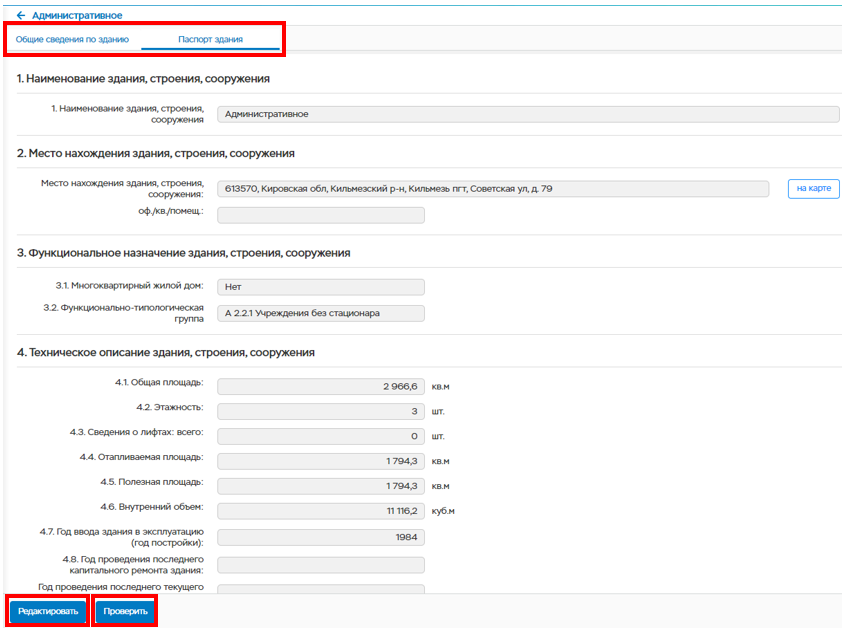 ← Административное
Общие сведения по зданию Паспорт здания
1. Наименование здания, строения, сооружения
1. Наименование здания, строения,
сооружения
Административное
2. Место нахождения здания, строения, сооружения
Место нахождения здания, строения,
сооружения:
613570, Кировская обл, Кильмезский р-н, Кильмезь пгт, Советская ул, д. 79
на карте
оф./кв./помещ.:
3. Функциональное назначение здания, строения, сооружения
3.1. Многоквартирный жилой дом: Нет
3.2. Функционально-типологическая
группа
А 2.2.1 Учреждения без стационара
4. Техническое описание здания, строения, сооружения
4.1. Общая площадь: 2 966,6 кв.м
4.2. Этажность: 3 шт.
4.3. Сведения о лифтах: всего: 0 шт.
4.4. Отапливаемая площадь: 1 794,3 кв.м
4.5. Полезная площадь: 1 794,3 кв.м
4.6. Внутренний объем: 11 116,2 куб.м
4.7. Год ввода здания в эксплуатацию
(год постройки):
1984
4.8. Год проведения последнего
капитального ремонта здания:
Год проведения последнего текущего
Редактировать Проверить